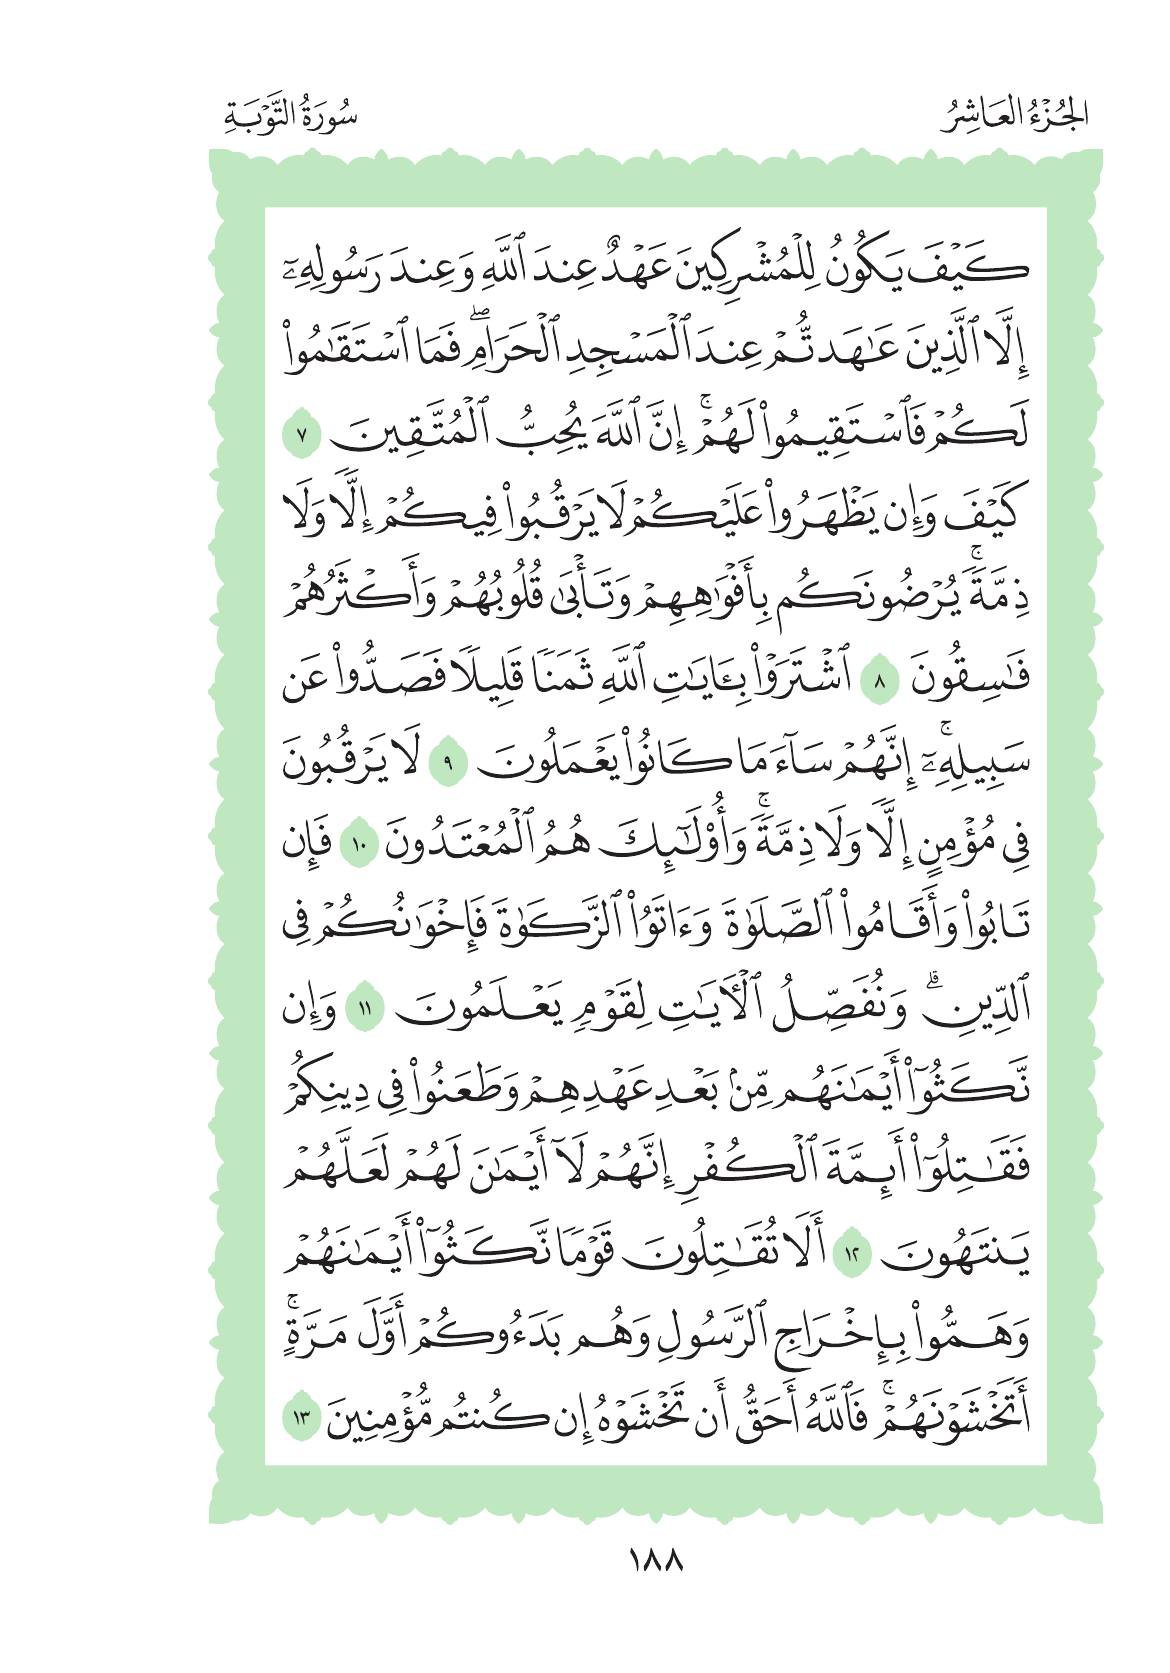 الجُزْءُ العَاشِرُ
سُورَةُ التَّوْبَةِ
كَيْفَ يَكُونُ لِلْمُشْرِكِينَ عَهْدٌ عِندَ ٱللَّهِ وَعِندَ رَسُولِهِۦٓ
إِلَّا ٱلَّذِينَ عَٰهَدتُّمْ عِندَ ٱلْمَسْجِدِ ٱلْحَرَامِۖ فَمَا ٱسْتَقَٰمُوا۟
لَكُمْ فَٱسْتَقِيمُوا۟ لَهُمْۚ إِنَّ ٱللَّهَ يُحِبُّ ٱلْمُتَّقِينَ ٧
كَيْفَ وَإِن يَظْهَرُوا۟ عَلَيْكُمْ لَا يَرْقُبُوا۟ فِيكُمْ إِلًّا وَلَا
ذِمَّةًۚ يُرْضُونَكُم بِأَفْوَٰهِهِمْ وَتَأْبَىٰ قُلُوبُهُمْ وَأَكْثَرُهُمْ
فَٰسِقُونَ ٨ ٱشْتَرَوْا۟ بِـَٔايَٰتِ ٱللَّهِ ثَمَنًا قَلِيلًا فَصَدُّوا۟ عَن
سَبِيلِهِۦٓۚ إِنَّهُمْ سَآءَ مَا كَانُوا۟ يَعْمَلُونَ ٩ لَا يَرْقُبُونَ
فِى مُؤْمِنٍ إِلًّا وَلَا ذِمَّةًۚ وَأُو۟لَٰٓئِكَ هُمُ ٱلْمُعْتَدُونَ ١٠ فَإِن
تَابُوا۟ وَأَقَامُوا۟ ٱلصَّلَوٰةَ وَءَاتَوُا۟ ٱلزَّكَوٰةَ فَإِخْوَٰنُكُمْ فِى
ٱلدِّينِۗ وَنُفَصِّلُ ٱلْـَٔايَٰتِ لِقَوْمٍ يَعْلَمُونَ ١١ وَإِن
نَّكَثُوٓا۟ أَيْمَٰنَهُم مِّنۢ بَعْدِ عَهْدِهِمْ وَطَعَنُوا۟ فِى دِينِكُمْ
فَقَٰتِلُوٓا۟ أَئِمَّةَ ٱلْكُفْرِ إِنَّهُمْ لَآ أَيْمَٰنَ لَهُمْ لَعَلَّهُمْ
يَنتَهُونَ ١٢ أَلَا تُقَٰتِلُونَ قَوْمًا نَّكَثُوٓا۟ أَيْمَٰنَهُمْ
وَهَمُّوا۟ بِإِخْرَاجِ ٱلرَّسُولِ وَهُم بَدَءُوكُمْ أَوَّلَ مَرَّةٍۚ
أَتَخْشَوْنَهُمْۚ فَٱللَّهُ أَحَقُّ أَن تَخْشَوْهُ إِن كُنتُم مُّؤْمِنِينَ ١٣
١٨٨